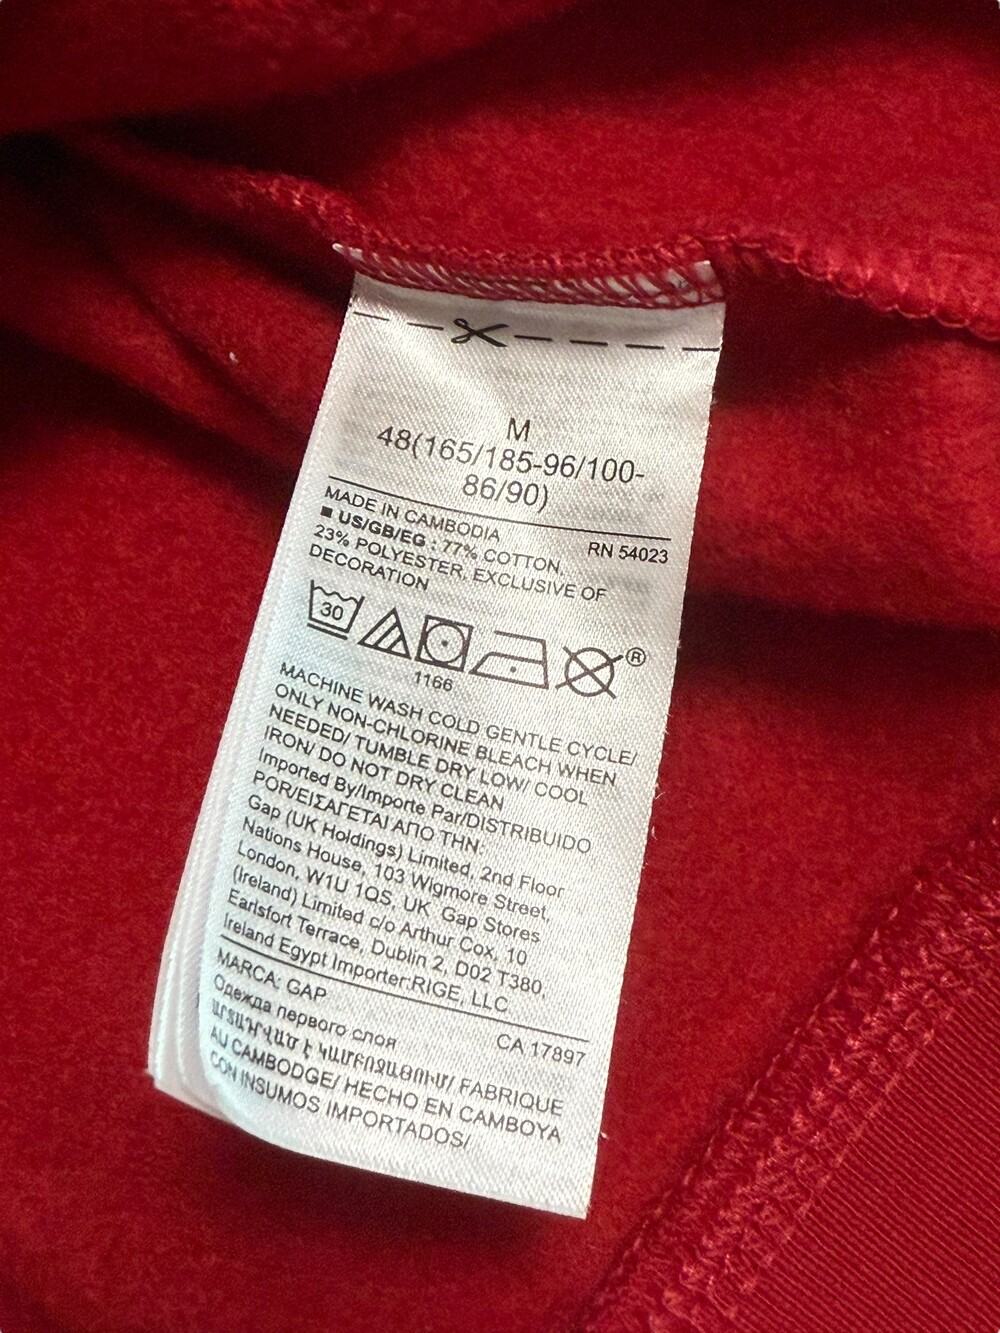 M
48(165/185-96/100-
86/90)
MADE IN CAMBODIA
RN 54023
■ US/GB/EG : 77% COTTON,
23% POLYESTER, EXCLUSIVE OF
DECORATION
30
®
1166
MACHINE WASH COLD GENTLE CYCLE/
ONLY NON-CHLORINE BLEACH WHEN
NEEDED/ TUMBLE DRY LOW/ COOL
IRON/ DO NOT DRY CLEAN
Imported By/Importe Par/DISTRIBUIDO
POR/ΕΙΣΑΓΕΤΑΙ ΑΠΟ ΤΗΝ:
Gap (UK Holdings) Limited, 2nd Floor
Nations House, 103 Wigmore Street,
London, W1U 1QS, UK Gap Stores
(Ireland) Limited c/o Arthur Cox, 10
Earlsfort Terrace, Dublin 2, D02 T380,
Ireland Egypt Importer:RIGE, LLC
MARCA: GAP
CA 17897
Одежда первого слоя
ԱՐՏԱԴՐՎԱԾ Է ԿԱՄԲՈՋԱՅՈՒՄ/ FABRIQUE
AU CAMBODGE/ HECHO EN CAMBOYA
CON INSUMOS IMPORTADOS/